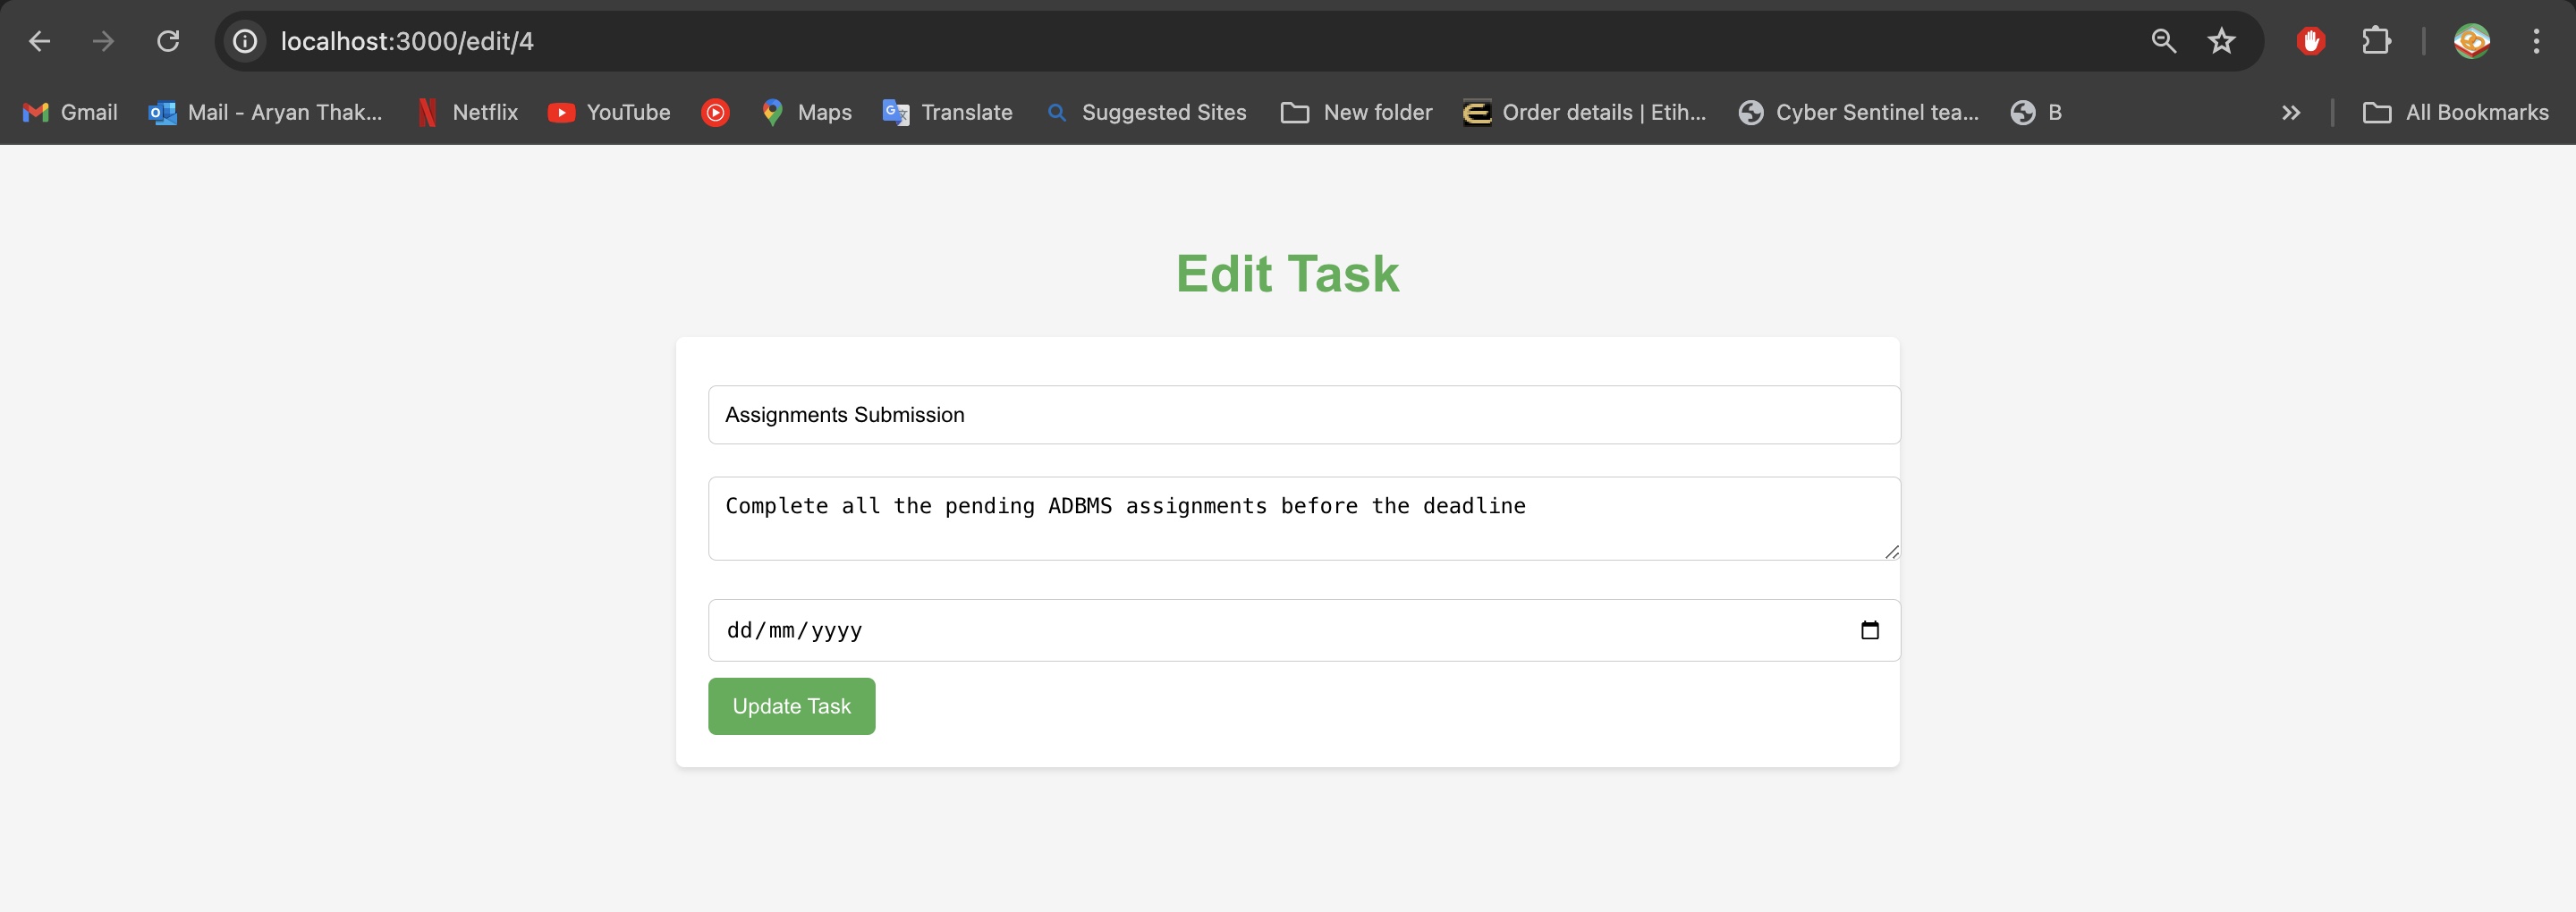 localhost:3000/edit/4
Gmail Mail - Aryan Thak... Netflix YouTube Maps Translate Suggested Sites New folder Order details | Etih... Cyber Sentinel tea... B » All Bookmarks
Edit Task
Assignments Submission
Complete all the pending ADBMS assignments before the deadline
dd/mm/yyyy
Update Task